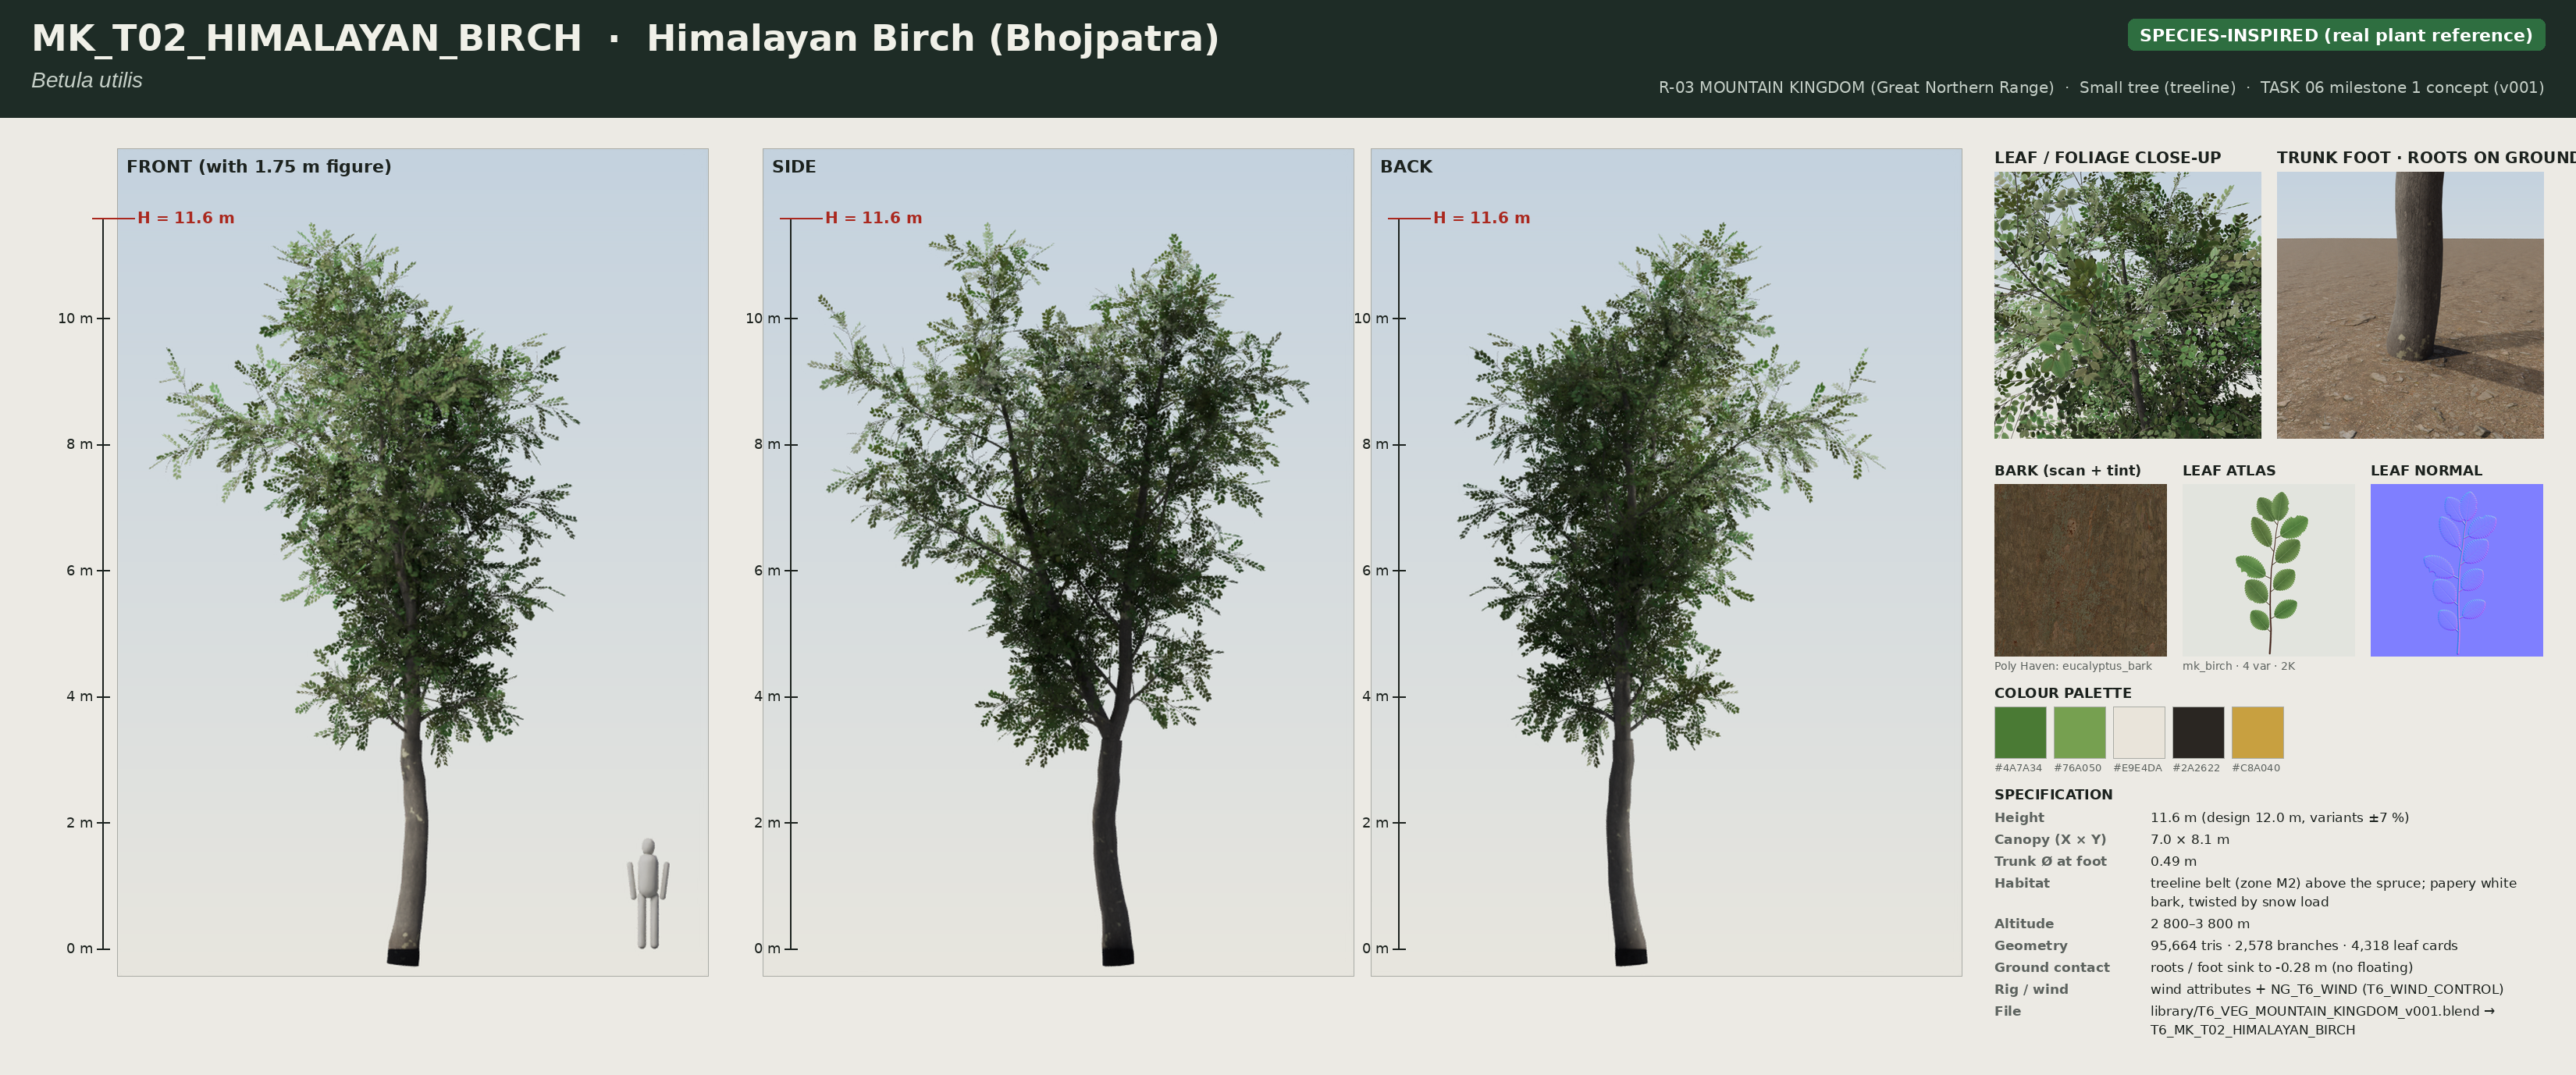 MK_T02_HIMALAYAN_BIRCH · Himalayan Birch (Bhojpatra)
Betula utilis
SPECIES-INSPIRED (real plant reference)
R-03 MOUNTAIN KINGDOM (Great Northern Range) · Small tree (treeline) · TASK 06 milestone 1 concept (v001)
FRONT (with 1.75 m figure)
H = 11.6 m
10 m
8 m
6 m
4 m
2 m
0 m
SIDE
H = 11.6 m
10 m
8 m
6 m
4 m
2 m
0 m
BACK
H = 11.6 m
10 m
8 m
6 m
4 m
2 m
0 m
LEAF / FOLIAGE CLOSE-UP
TRUNK FOOT · ROOTS ON GROUND
BARK (scan + tint)
LEAF ATLAS
LEAF NORMAL
Poly Haven: eucalyptus_bark
mk_birch · 4 var · 2K
COLOUR PALETTE
#4A7A34 #76A050 #E9E4DA #2A2622 #C8A040
SPECIFICATION
Height 11.6 m (design 12.0 m, variants ±7 %)
Canopy (X × Y) 7.0 × 8.1 m
Trunk Ø at foot 0.49 m
Habitat treeline belt (zone M2) above the spruce; papery white
bark, twisted by snow load
Altitude 2 800–3 800 m
Geometry 95,664 tris · 2,578 branches · 4,318 leaf cards
Ground contact roots / foot sink to -0.28 m (no floating)
Rig / wind wind attributes + NG_T6_WIND (T6_WIND_CONTROL)
File library/T6_VEG_MOUNTAIN_KINGDOM_v001.blend →
T6_MK_T02_HIMALAYAN_BIRCH